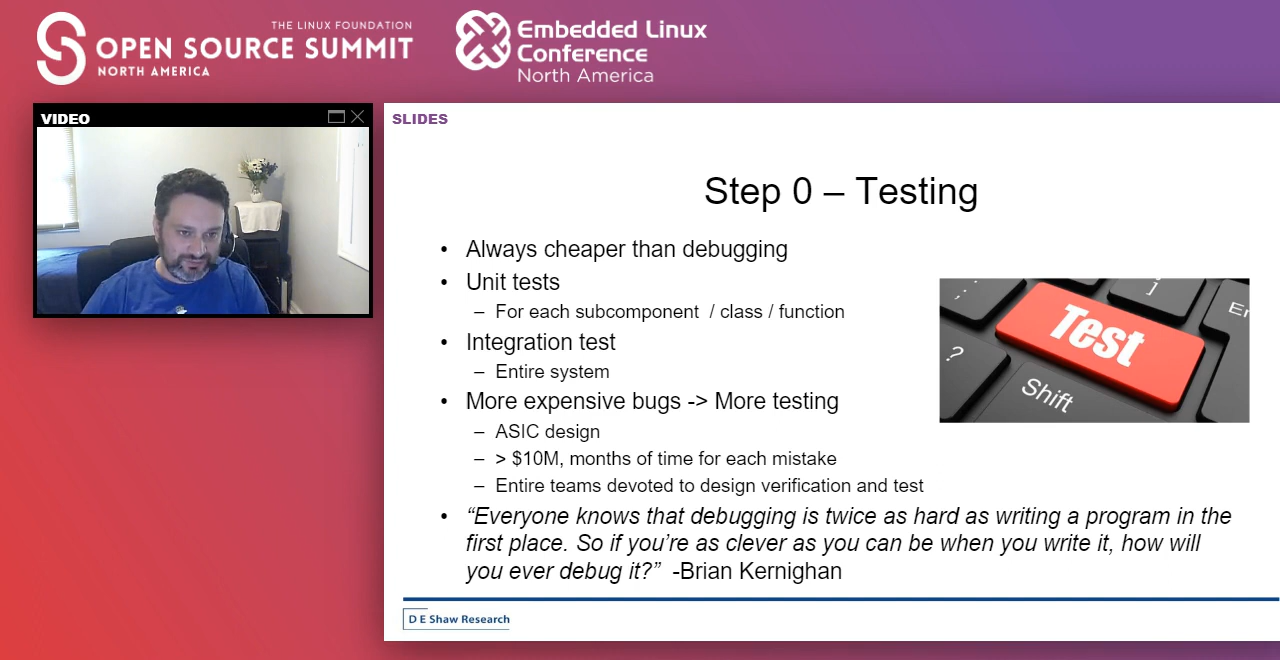 THE LINUX FOUNDATION
OPEN SOURCE SUMMIT
NORTH AMERICA
Embedded Linux
Conference
North America
VIDEO
SLIDES
Step 0 – Testing
• Always cheaper than debugging
• Unit tests
– For each subcomponent / class / function
• Integration test
– Entire system
• More expensive bugs -> More testing
– ASIC design
– > $10M, months of time for each mistake
– Entire teams devoted to design verification and test
• “Everyone knows that debugging is twice as hard as writing a program in the
first place. So if you’re as clever as you can be when you write it, how will
you ever debug it?” -Brian Kernighan
; ]
?
Test
Shift
D E Shaw Research